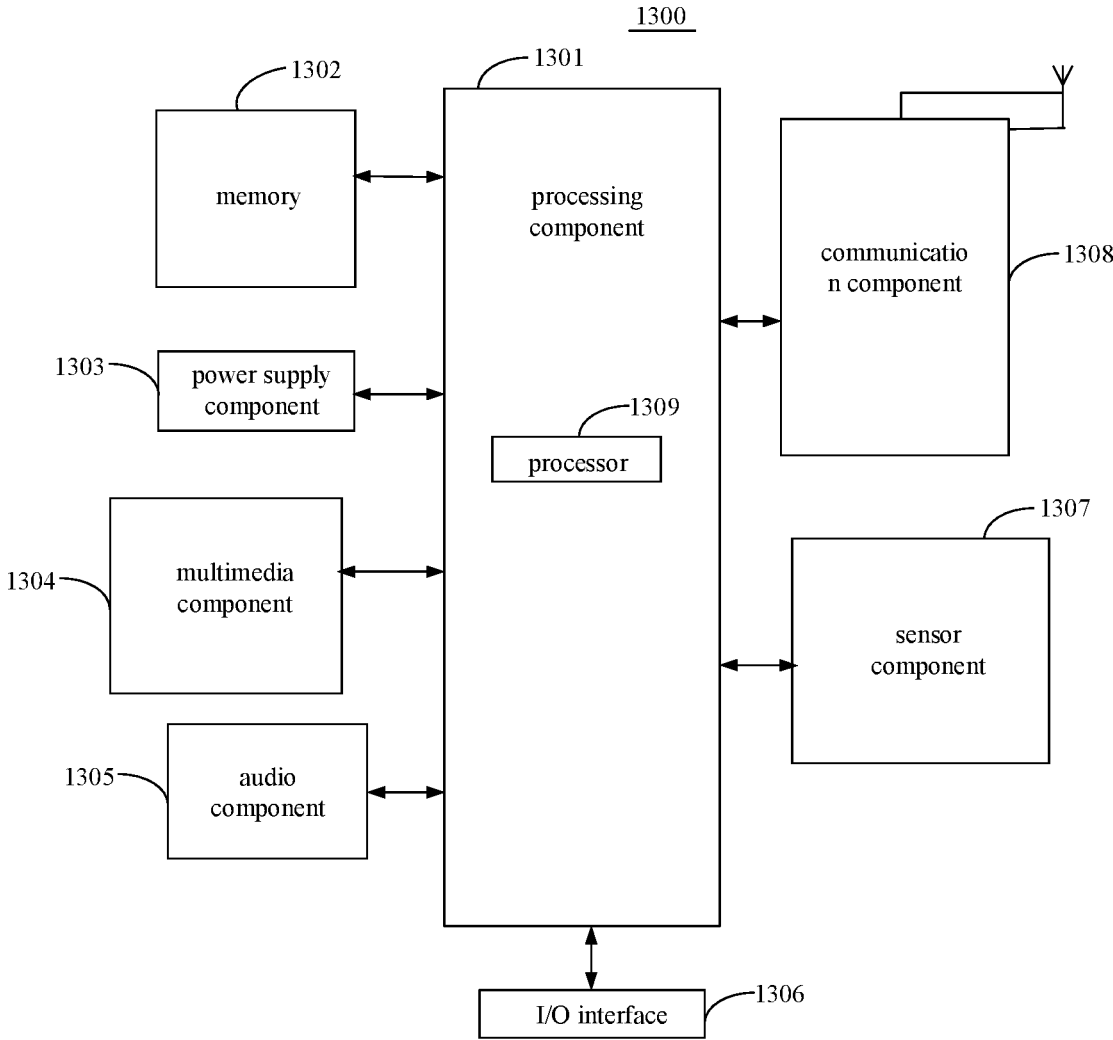 1300
1302
1301
memory
processing
component
communicatio
n component
1308
1303
power supply
component
1309
processor
1307
1304
multimedia
component
sensor
component
1305
audio
component
1306
I/O interface